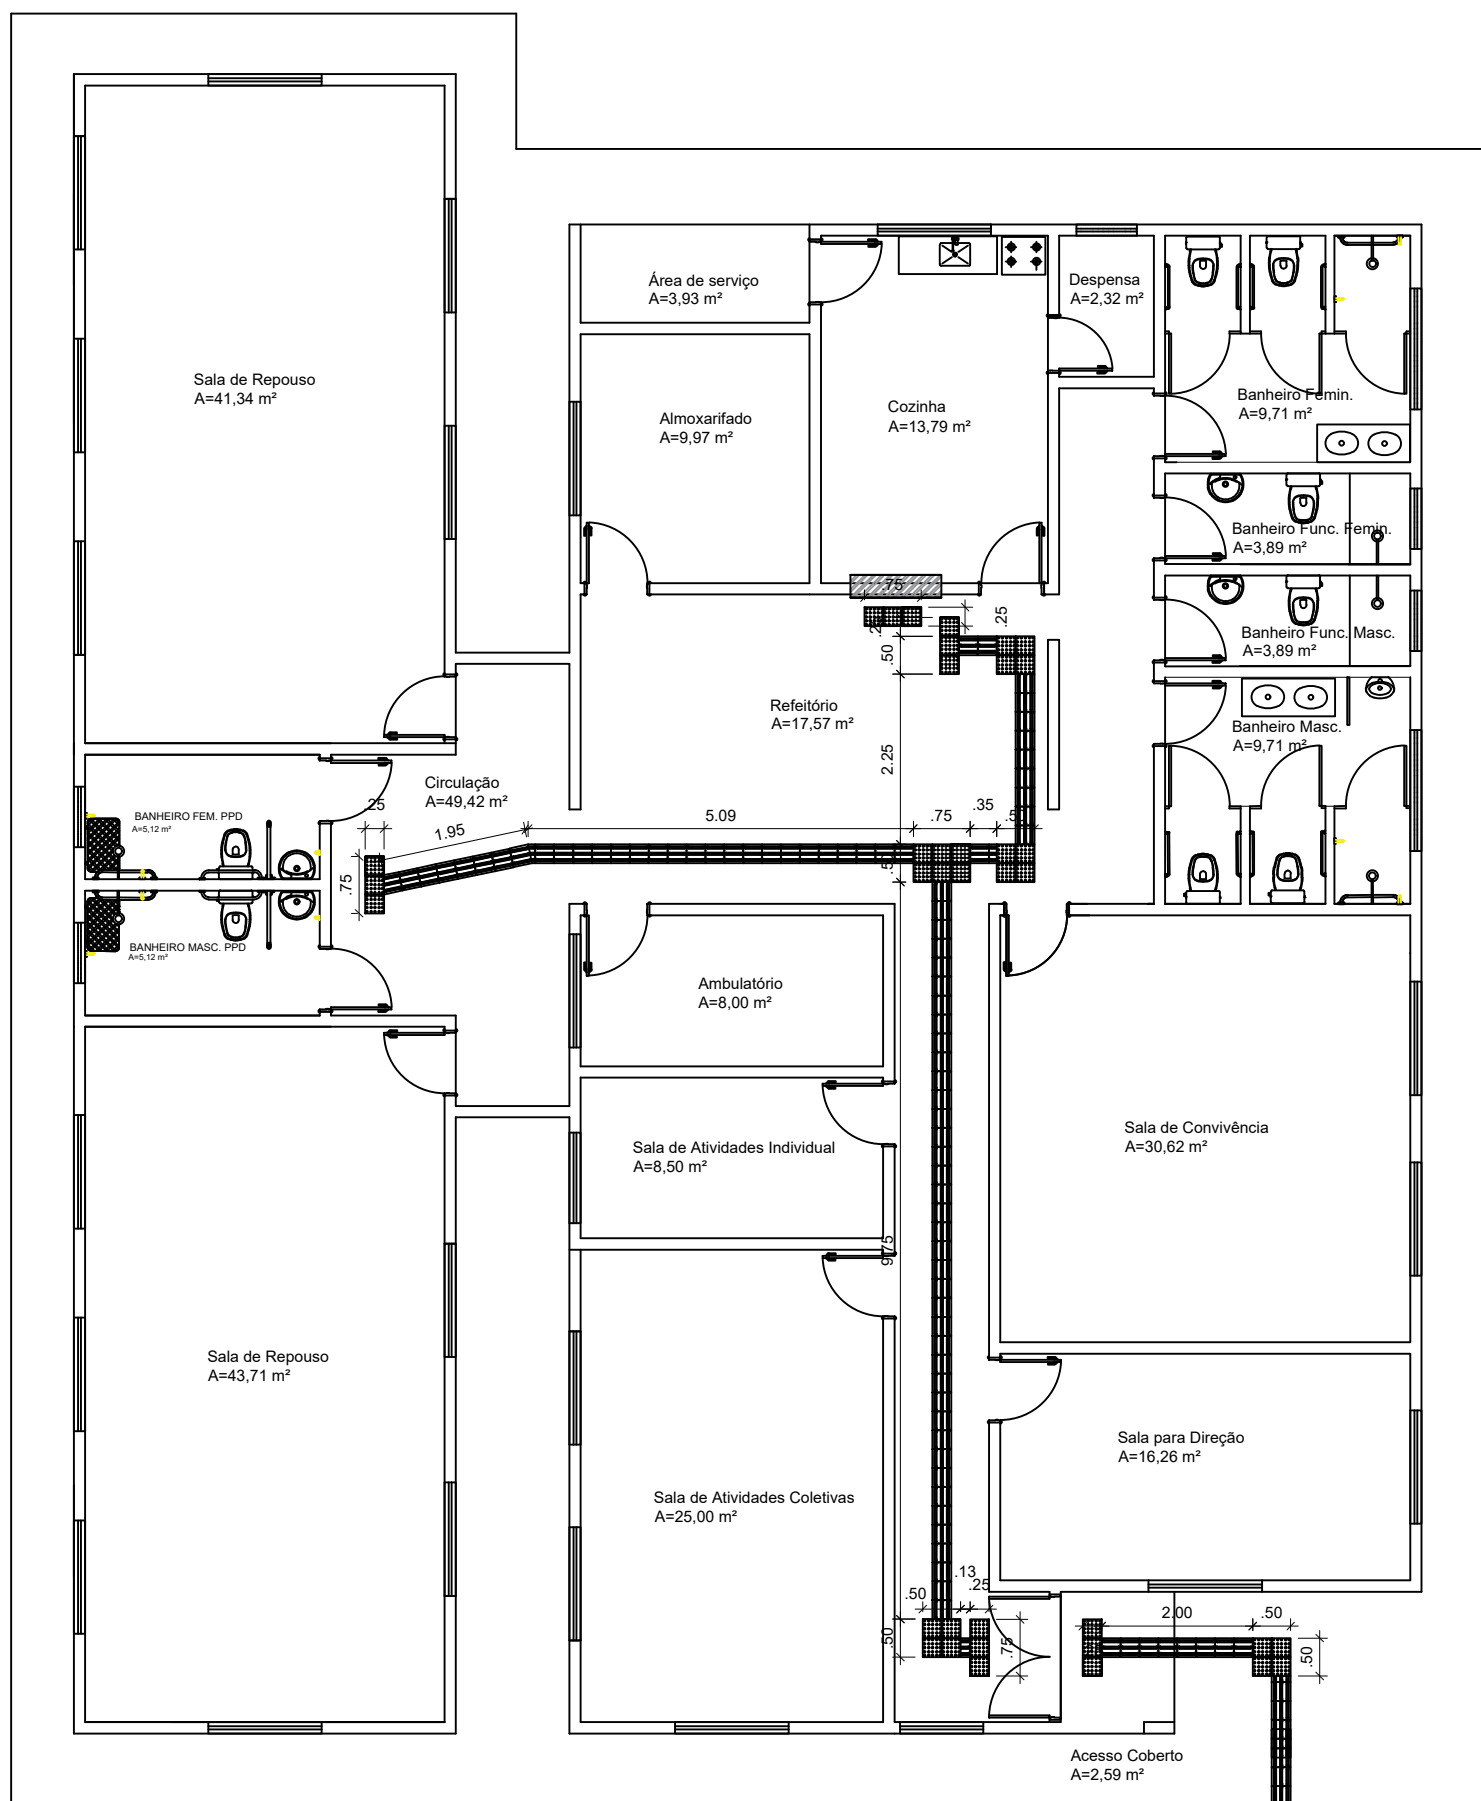 Área de serviço
A=3,93 m²
Despensa
A=2,32 m²
Sala de Repouso
A=41,34 m²
Almoxarifado
A=9,97 m²
Cozinha
A=13,79 m²
Banheiro Femin.
A=9,71 m²
Banheiro Func. Femin.
A=3,89 m²
.75
.25
.50
Banheiro Func. Masc.
A=3,89 m²
Refeitório
A=17,57 m²
Banheiro Masc.
A=9,71 m²
2.25
Circulação
A=49,42 m²
.25
1.95
5.09
.75
.35
BANHEIRO FEM. PPD
A=5,12 m²
.75
BANHEIRO MASC. PPD
A=5,12 m²
Ambulatório
A=8,00 m²
Sala de Atividades Individual
A=8,50 m²
Sala de Convivência
A=30,62 m²
9.75
Sala de Repouso
A=43,71 m²
Sala para Direção
A=16,26 m²
Sala de Atividades Coletivas
A=25,00 m²
.13
.50
.25
.50
.75
2.00
.50
.50
Acesso Coberto
A=2,59 m²